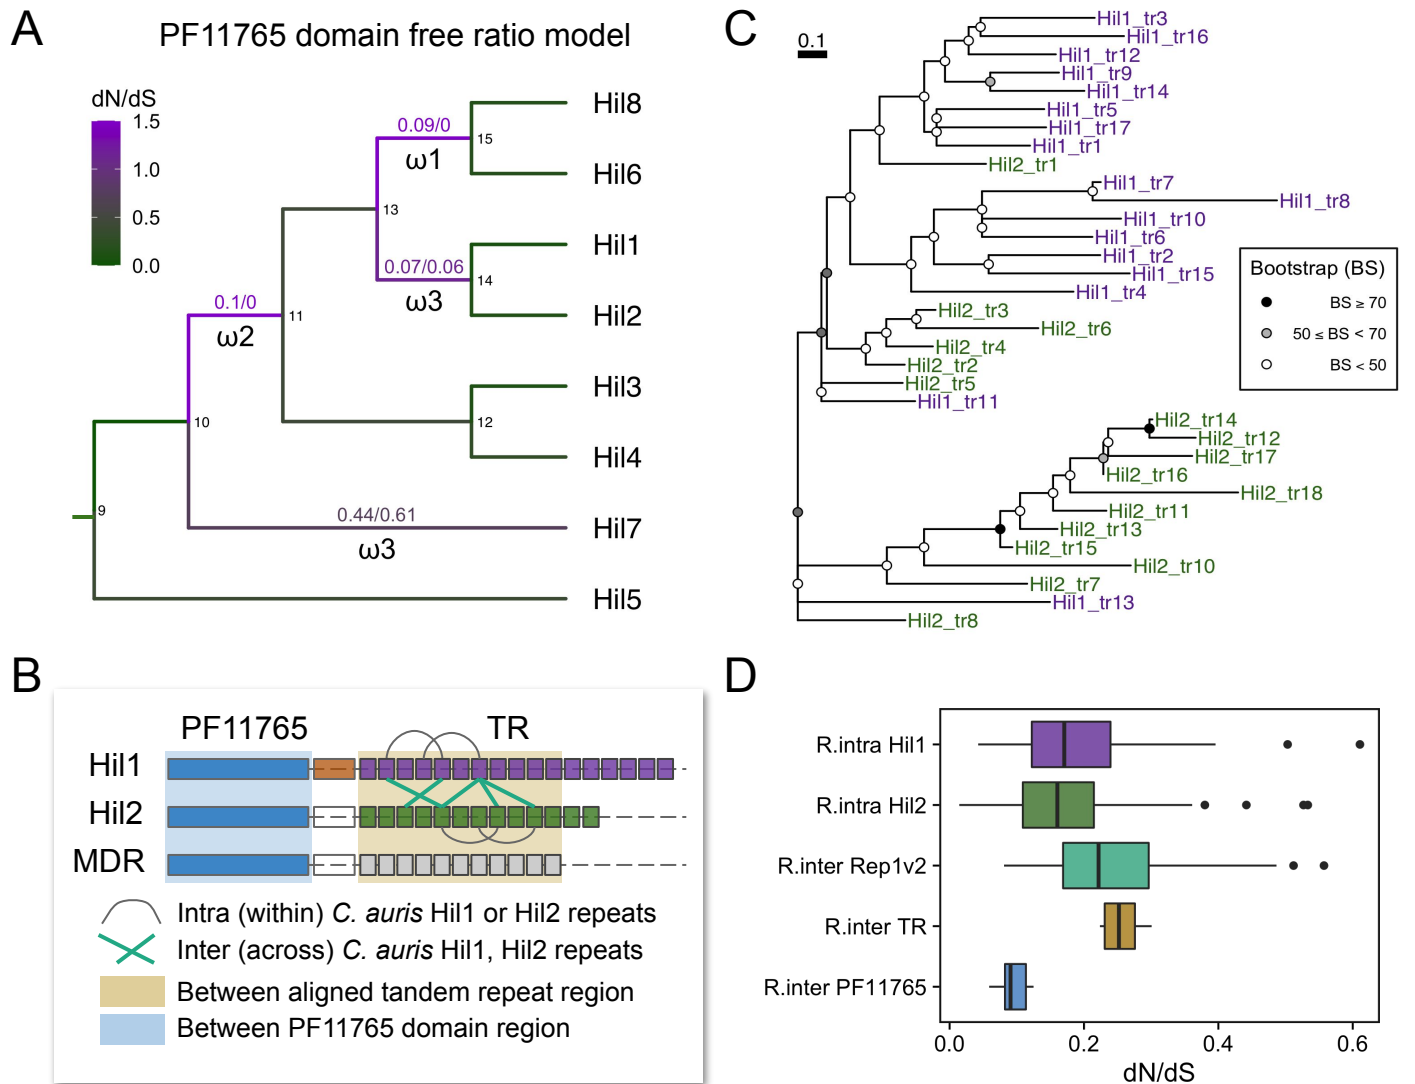 A
PF11765 domain free ratio model
dN/dS
1.5
1.0
0.5
0.0
0.09/0
ω1
15
13
0.07/0.06
ω3
14
0.1/0
ω2
11
12
10
0.44/0.61
ω3
9
Hil8
Hil6
Hil1
Hil2
Hil3
Hil4
Hil7
Hil5
B
PF11765
TR
Hil1
Hil2
MDR
Intra (within) C. auris Hil1 or Hil2 repeats
Inter (across) C. auris Hil1, Hil2 repeats
Between aligned tandem repeat region
Between PF11765 domain region
C
0.1
Hil1_tr3
Hil1_tr16
Hil1_tr12
Hil1_tr9
Hil1_tr14
Hil1_tr5
Hil1_tr17
Hil1_tr1
Hil2_tr1
Hil1_tr7
Hil1_tr8
Hil1_tr10
Hil1_tr6
Hil1_tr2
Hil1_tr15
Hil1_tr4
Hil2_tr3
Hil2_tr6
Hil2_tr4
Hil2_tr2
Hil2_tr5
Hil1_tr11
Hil2_tr14
Hil2_tr12
Hil2_tr17
Hil2_tr16
Hil2_tr18
Hil2_tr11
Hil2_tr13
Hil2_tr15
Hil2_tr10
Hil2_tr7
Hil1_tr13
Hil2_tr8
Bootstrap (BS)
BS ≥ 70
50 ≤ BS < 70
BS < 50
D
R.intra Hil1
R.intra Hil2
R.inter Rep1v2
R.inter TR
R.inter PF11765
0.0
0.2
0.4
0.6
dN/dS